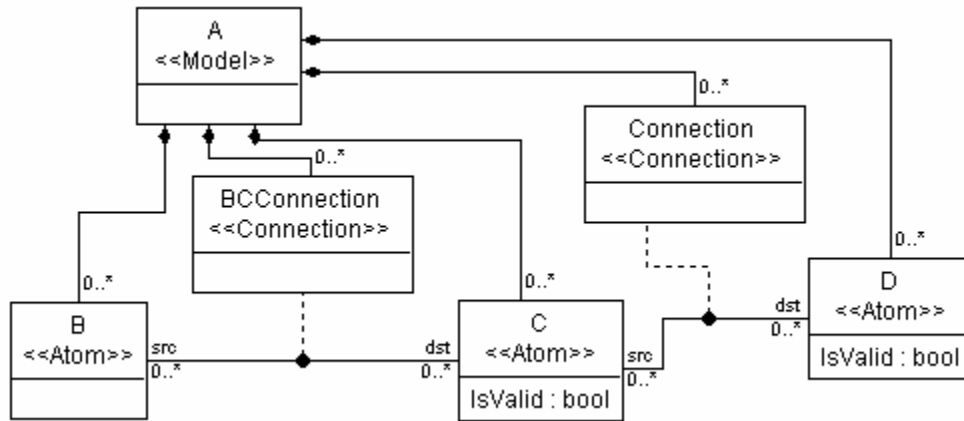 A
<<Model>>
0..*
Connection
<<Connection>>
0..*
BCConnection
<<Connection>>
0..*
B
<<Atom>>
src
0..*
0..*
C
<<Atom>>
IsValid : bool
dst
0..*
src
0..*
0..*
D
<<Atom>>
IsValid : bool
dst
0..*